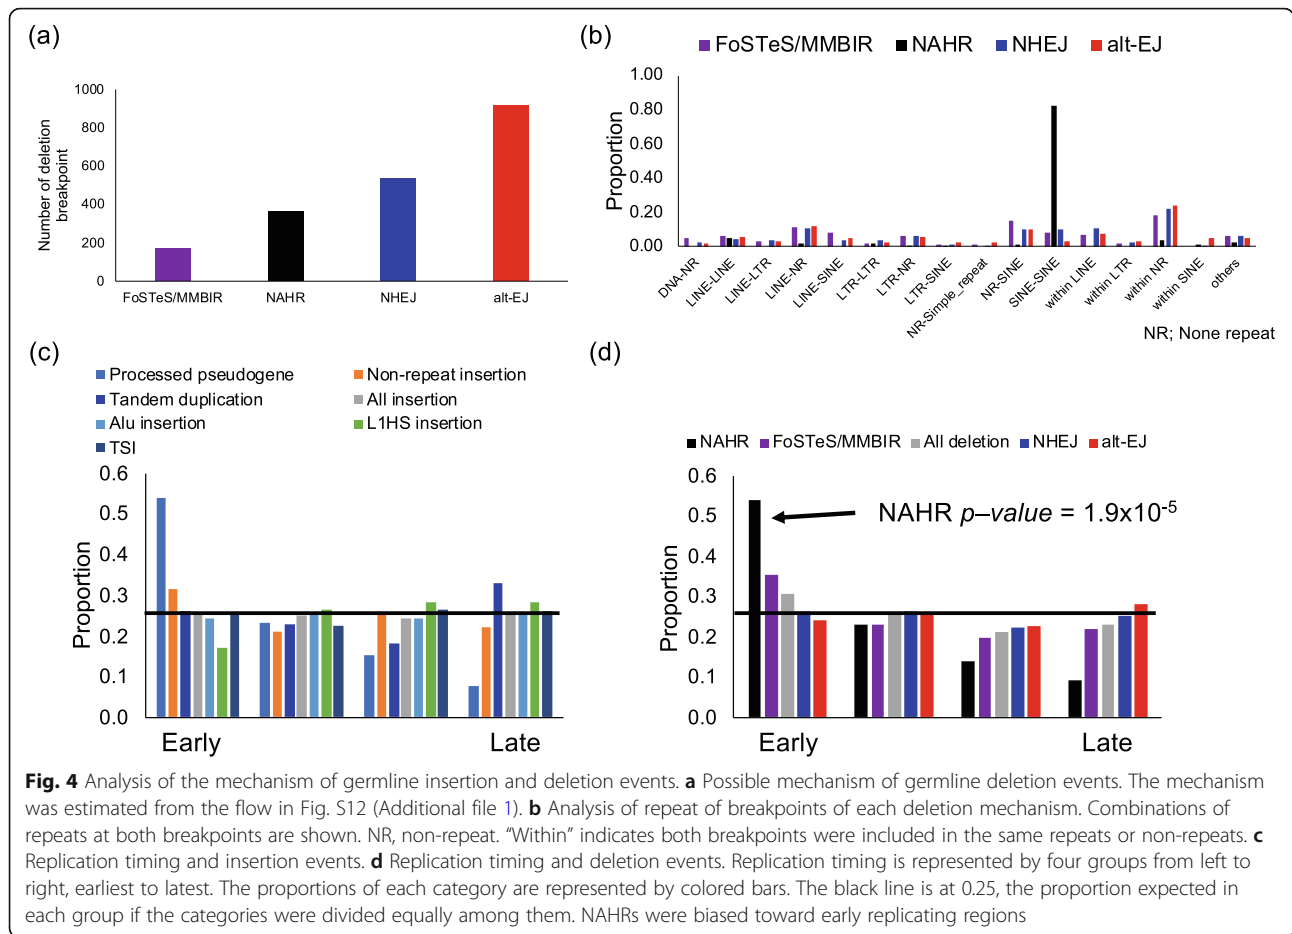 (a)
Number of deletion
breakpoint
1000
800
600
400
200
0
FoSTeS/MMBIR NAHR NHEJ alt-EJ
(b)
FoSTeS/MMBIR NAHR NHEJ alt-EJ
Proportion
1.00
0.80
0.60
0.40
0.20
0.00
DNA-NR
LINE-LINE
LINE-LTR
LINE-NR
LINE-SINE
LTR-LTR
LTR-NR
LTR-SINE
NR-Simple_repeat
NR-SINE
SINE-SINE
within LINE
within LTR
within NR
within SINE
others
NR; None repeat
(c)
Processed pseudogene Non-repeat insertion
Tandem duplication All insertion
Alu insertion L1HS insertion
TSI
Proportion
0.6
0.5
0.4
0.3
0.2
0.1
0.0
Early Late
(d)
NAHR FoSTeS/MMBIR All deletion NHEJ alt-EJ
Proportion
0.6
0.5
0.4
0.3
0.2
0.1
0.0
NAHR p–value = 1.9x10⁻⁵
Early Late
Fig. 4 Analysis of the mechanism of germline insertion and deletion events. a Possible mechanism of germline deletion events. The mechanism
was estimated from the flow in Fig. S12 (Additional file 1). b Analysis of repeat of breakpoints of each deletion mechanism. Combinations of
repeats at both breakpoints are shown. NR, non-repeat. “Within” indicates both breakpoints were included in the same repeats or non-repeats. c
Replication timing and insertion events. d Replication timing and deletion events. Replication timing is represented by four groups from left to
right, earliest to latest. The proportions of each category are represented by colored bars. The black line is at 0.25, the proportion expected in
each group if the categories were divided equally among them. NAHRs were biased toward early replicating regions